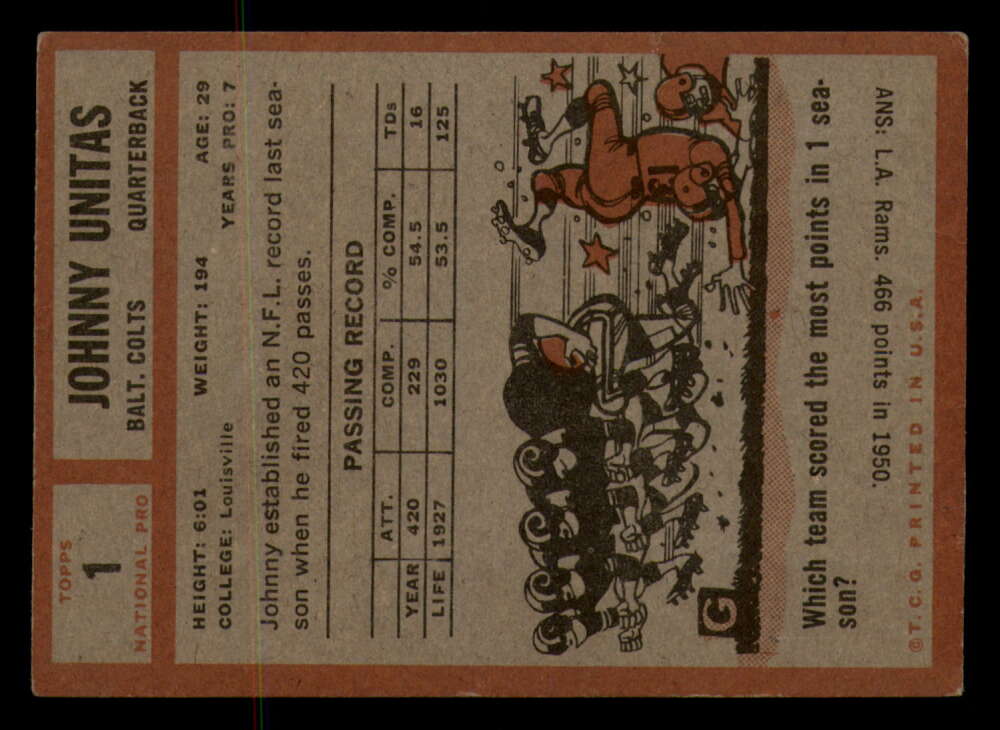 TOPPS
1
NATIONAL PRO
JOHNNY UNITAS
BALT. COLTS QUARTERBACK
HEIGHT: 6:01 WEIGHT: 194 AGE: 29
COLLEGE: Louisville YEARS PRO: 7
Johnny established an N.F.L. record last sea-
son when he fired 420 passes.
PASSING RECORD
ATT. COMP. % COMP. TDs
YEAR 420 229 54.5 16
LIFE 1927 1030 53.5 125
G
Which team scored the most points in 1 sea-
son?
ANS: L.A. Rams. 466 points in 1950.
©T.C.G. PRINTED IN U.S.A.